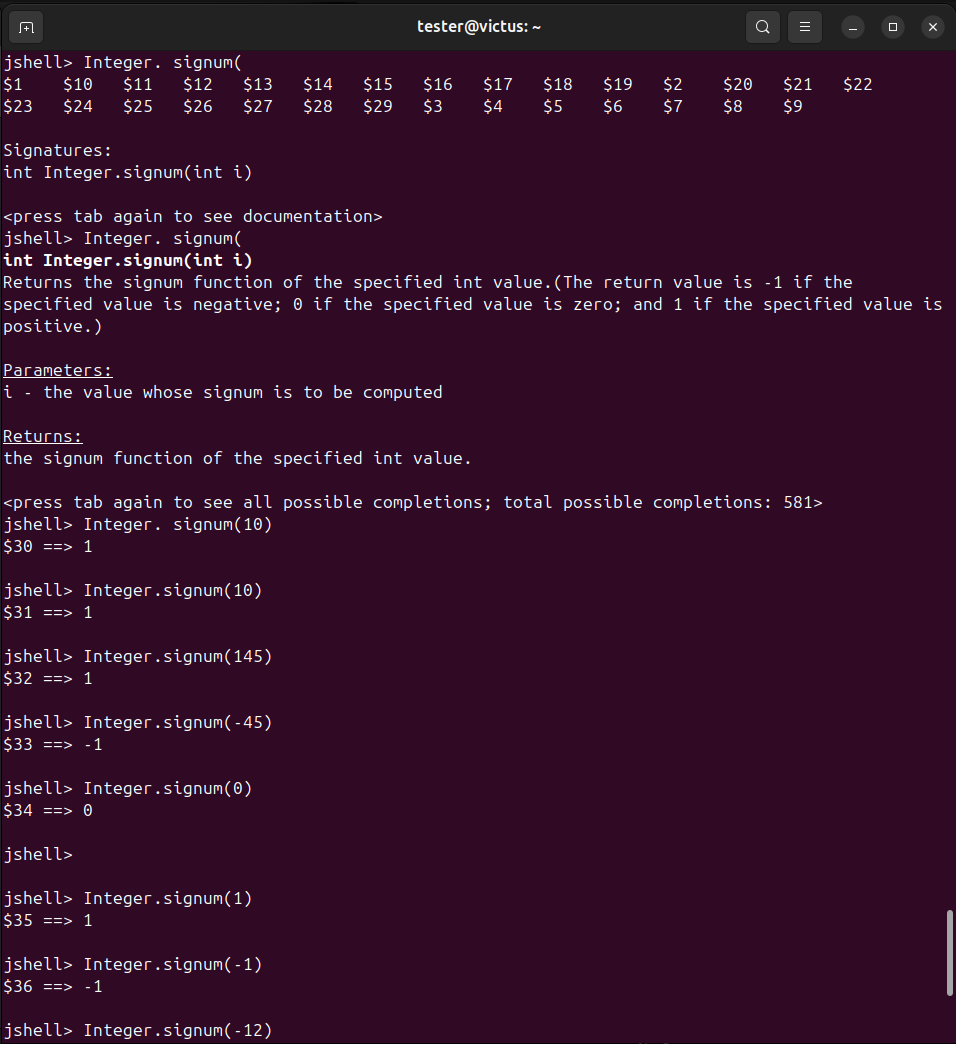 tester@victus: ~
jshell> Integer. signum(
$1 $10 $11 $12 $13 $14 $15 $16 $17 $18 $19 $2 $20 $21 $22
$23 $24 $25 $26 $27 $28 $29 $3 $4 $5 $6 $7 $8 $9
Signatures:
int Integer.signum(int i)
<press tab again to see documentation>
jshell> Integer. signum(
int Integer.signum(int i)
Returns the signum function of the specified int value.(The return value is -1 if the
specified value is negative; 0 if the specified value is zero; and 1 if the specified value is
positive.)
Parameters:
i - the value whose signum is to be computed
Returns:
the signum function of the specified int value.
<press tab again to see all possible completions; total possible completions: 581>
jshell> Integer. signum(10)
$30 ==> 1
jshell> Integer.signum(10)
$31 ==> 1
jshell> Integer.signum(145)
$32 ==> 1
jshell> Integer.signum(-45)
$33 ==> -1
jshell> Integer.signum(0)
$34 ==> 0
jshell>
jshell> Integer.signum(1)
$35 ==> 1
jshell> Integer.signum(-1)
$36 ==> -1
jshell> Integer.signum(-12)